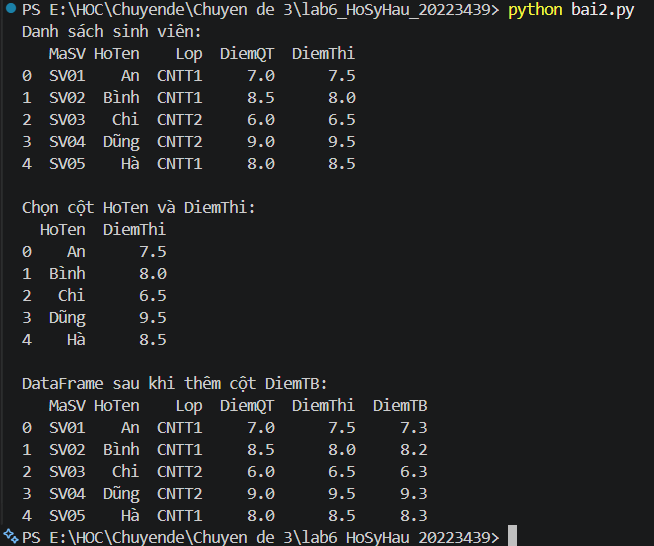 PS E:\HOC\Chuyende\Chuyen de 3\lab6_HoSyHau_20223439> python bai2.py
Danh sách sinh viên:
   MaSV HoTen    Lop  DiemQT  DiemThi
0  SV01    An  CNTT1     7.0      7.5
1  SV02  Bình  CNTT1     8.5      8.0
2  SV03   Chi  CNTT2     6.0      6.5
3  SV04  Dũng  CNTT2     9.0      9.5
4  SV05    Hà  CNTT1     8.0      8.5
Chọn cột HoTen và DiemThi:
  HoTen  DiemThi
0    An      7.5
1  Bình      8.0
2   Chi      6.5
3  Dũng      9.5
4    Hà      8.5
DataFrame sau khi thêm cột DiemTB:
   MaSV HoTen    Lop  DiemQT  DiemThi  DiemTB
0  SV01    An  CNTT1     7.0      7.5     7.3
1  SV02  Bình  CNTT1     8.5      8.0     8.2
2  SV03   Chi  CNTT2     6.0      6.5     6.3
3  SV04  Dũng  CNTT2     9.0      9.5     9.3
4  SV05    Hà  CNTT1     8.0      8.5     8.3
PS E:\HOC\Chuyende\Chuyen de 3\lab6_HoSyHau_20223439>